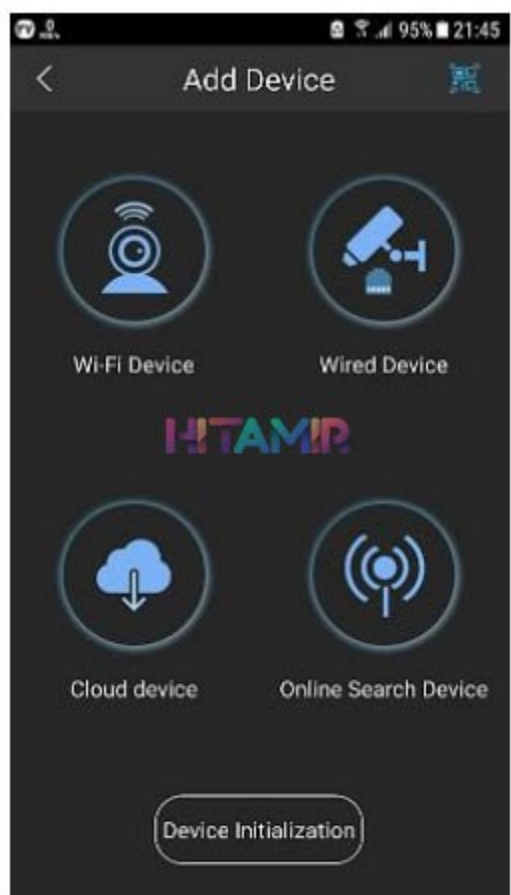 95% 21:45
Add Device
Wi-Fi Device
Wired Device
HITAMIR
Cloud device
Online Search Device
Device Initialization